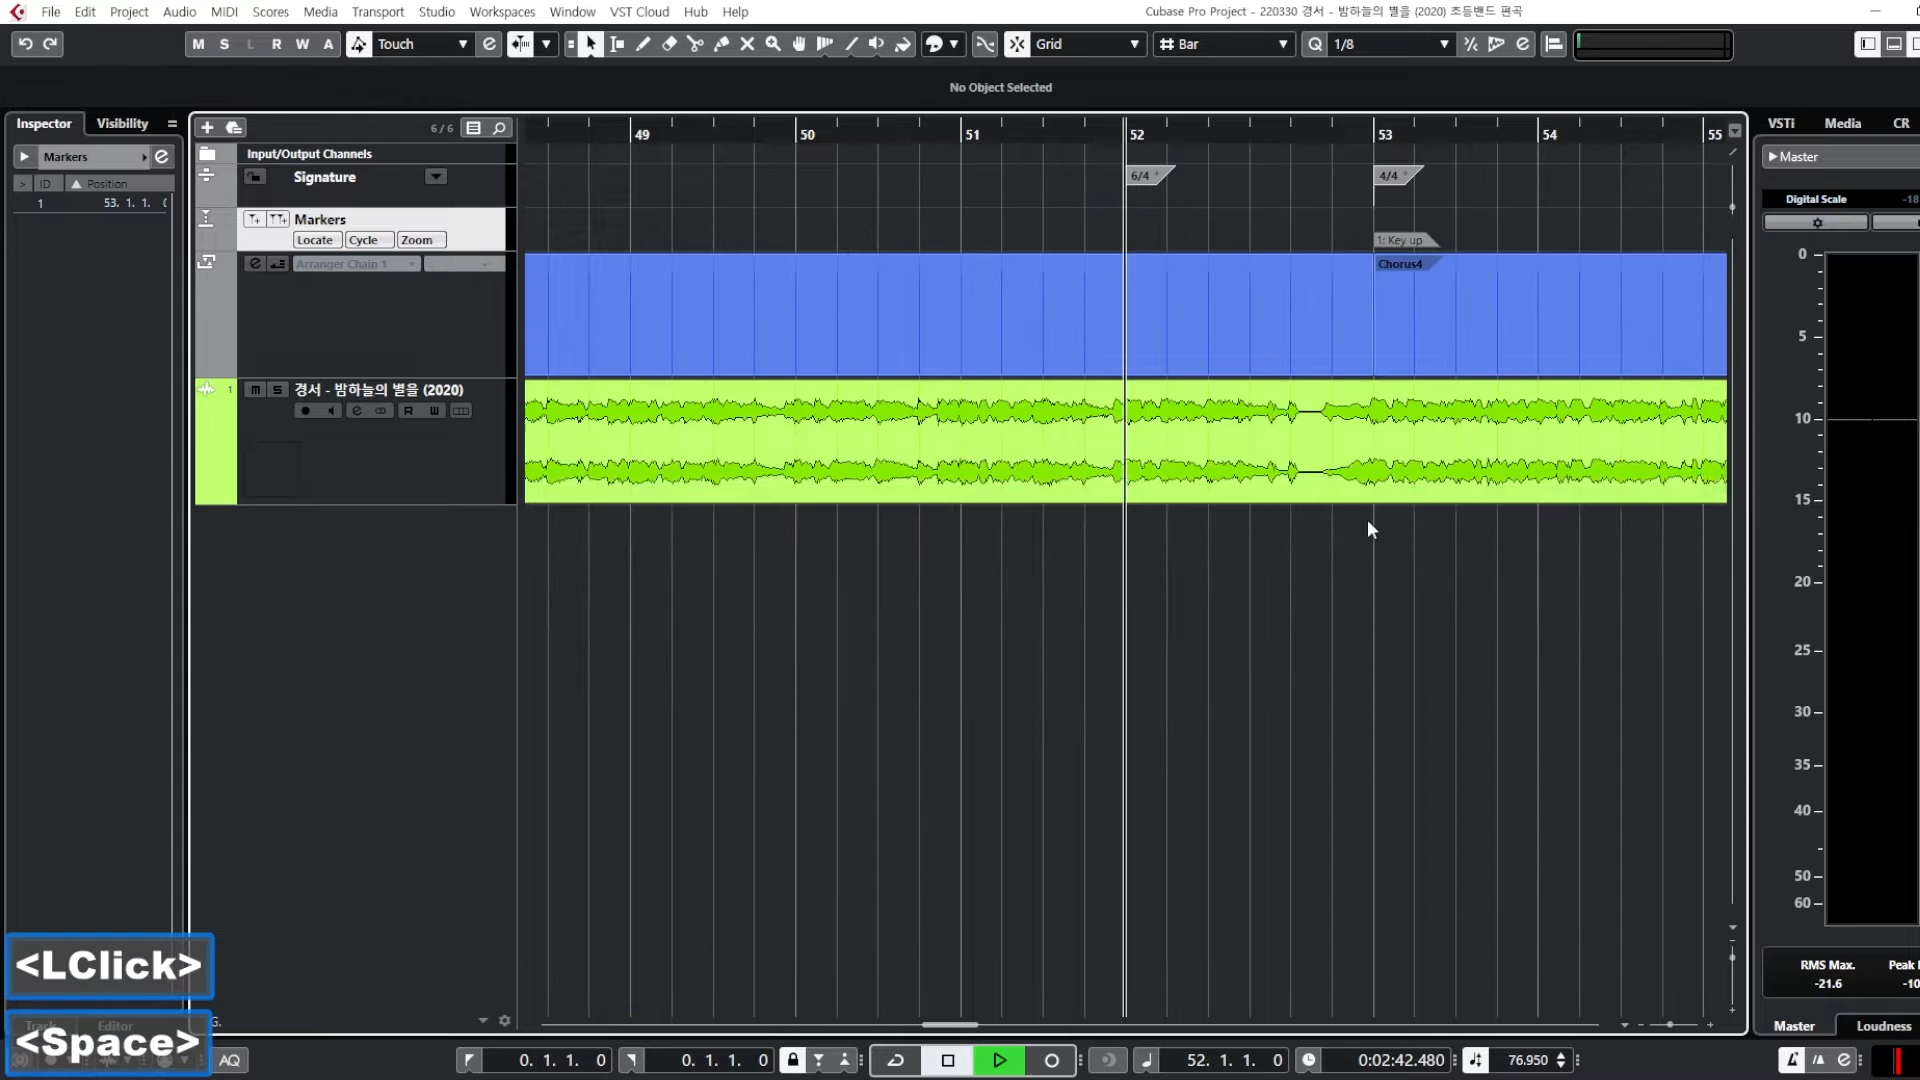 File Edit Project Audio MIDI Scores Media Transport Studio Workspaces Window VST Cloud Hub Help
Cubase Pro Project - 220330 경서 - 밤하늘의 별을 (2020) 초등밴드 편곡
M S L R W A Touch Grid Bar Q 1/8
No Object Selected
Inspector Visibility
Markers
> ID Position
1 53. 1. 1.
6 / 6
Input/Output Channels
Signature
Markers
Locate Cycle Zoom
Arranger Chain 1
1 m S 경서 - 밤하늘의 별을 (2020)
R
49 50 51 52 53 54 55
6/4 4/4
1: Key up
Chorus4
VSTi Media CR
Master
Digital Scale -18
0
5
10
15
20
25
30
35
40
50
60
RMS Max. Peak
-21.6 -10
Master Loudness
<LClick>
Track Editor
<Space>
AQ
0. 1. 1. 0
0. 1. 1. 0
52. 1. 1. 0
0:02:42.480
76.950